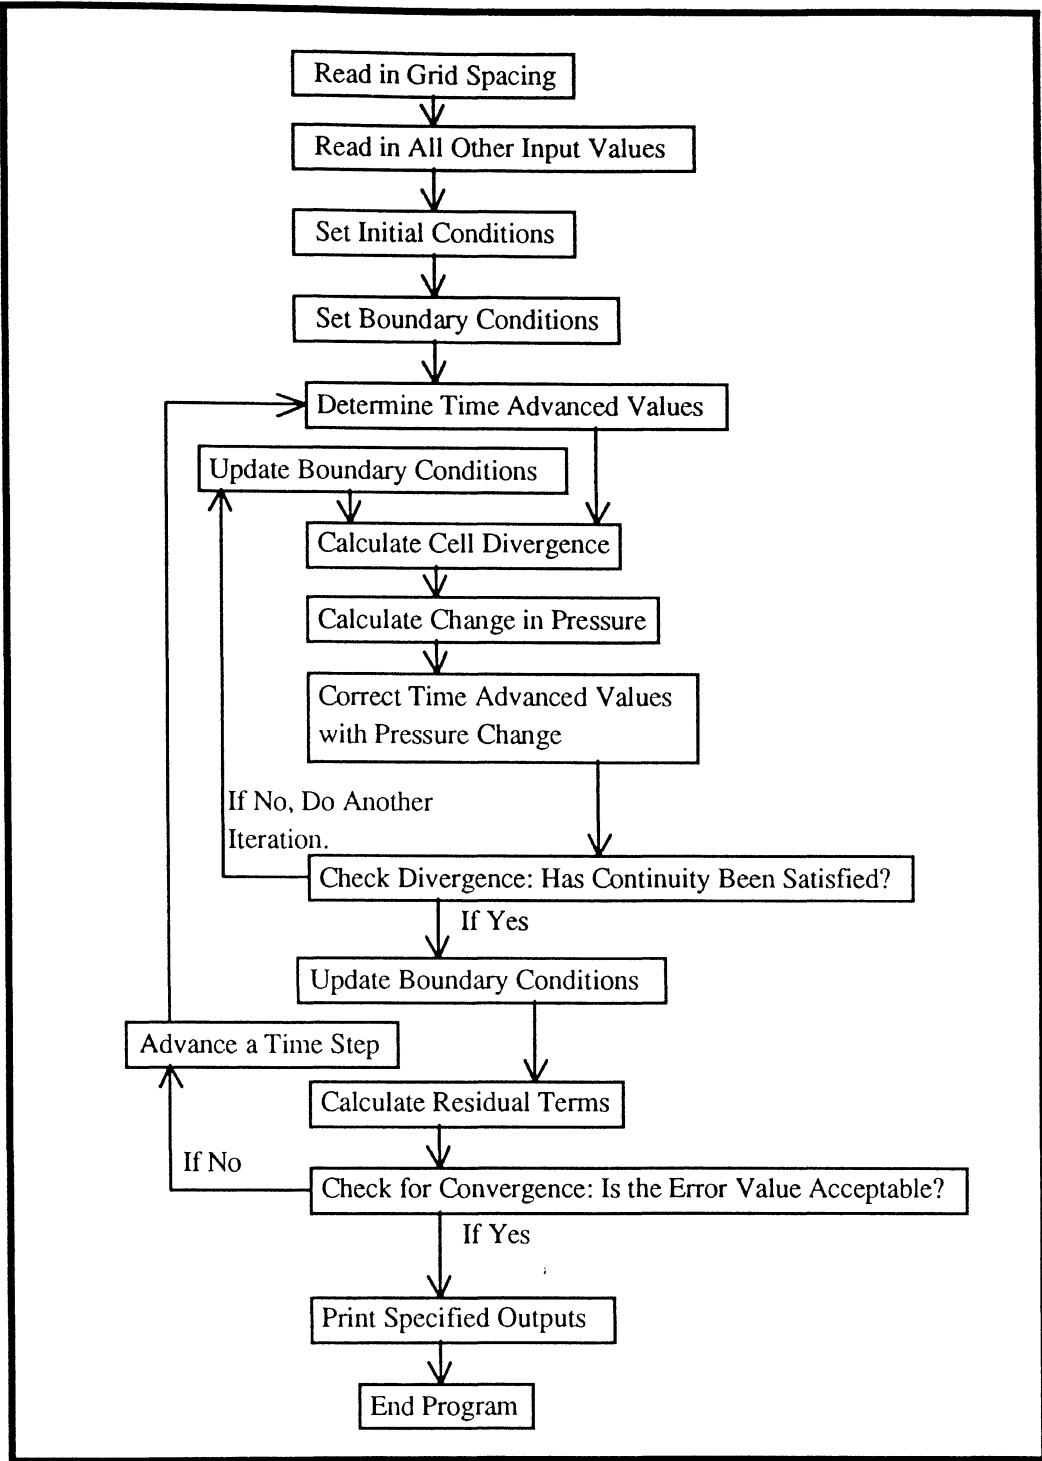 Read in Grid Spacing
Read in All Other Input Values
Set Initial Conditions
Set Boundary Conditions
Determine Time Advanced Values
Update Boundary Conditions
Calculate Cell Divergence
Calculate Change in Pressure
Correct Time Advanced Values
with Pressure Change
If No, Do Another
Iteration.
Check Divergence: Has Continuity Been Satisfied?
If Yes
Update Boundary Conditions
Advance a Time Step
Calculate Residual Terms
If No
Check for Convergence: Is the Error Value Acceptable?
If Yes
Print Specified Outputs
End Program